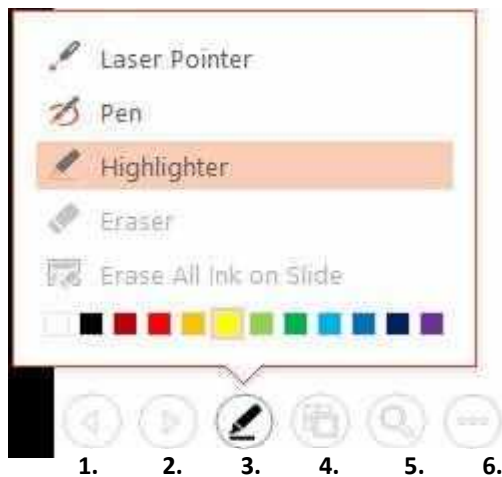 Laser Pointer
Pen
Highlighter
Eraser
Erase All Ink on Slide
1. 2. 3. 4. 5. 6.